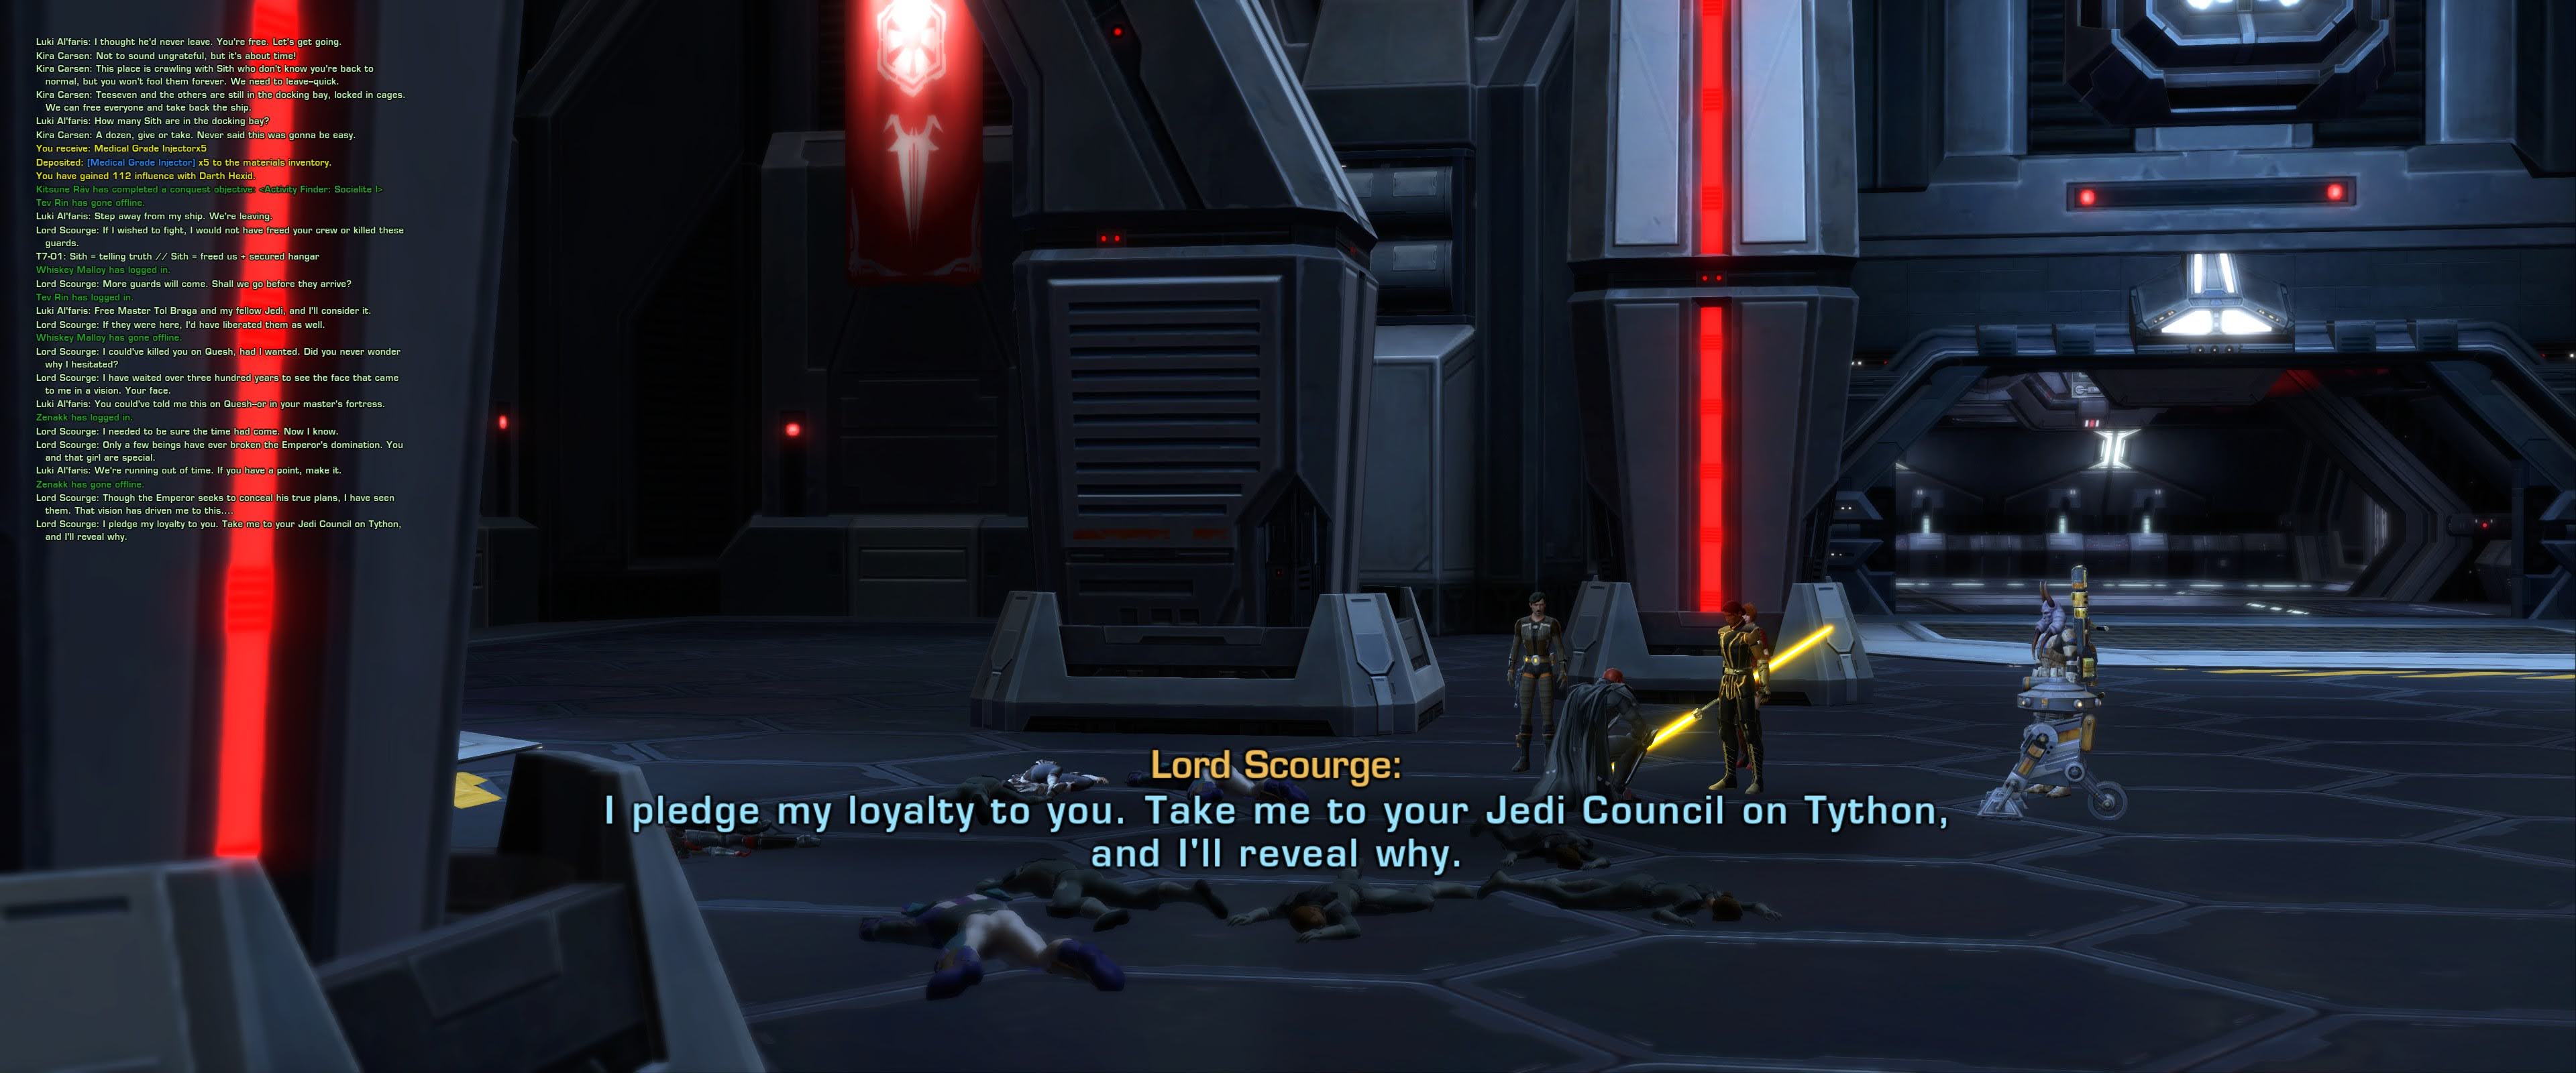 Luki Al'faris: I thought he'd never leave. You're free. Let's get going.
Kira Carsen: Not to sound ungrateful, but it's about time!
Kira Carsen: This place is crawling with Sith who don't know you're back to
normal, but you won't fool them forever. We need to leave–quick.
Kira Carsen: Teeseven and the others are still in the docking bay, locked in cages.
We can free everyone and take back the ship.
Luki Al'faris: How many Sith are in the docking bay?
Kira Carsen: A dozen, give or take. Never said this was gonna be easy.
You receive: Medical Grade Injectorx5
Deposited: [Medical Grade Injector] x5 to the materials inventory.
You have gained 112 influence with Darth Hexid.
Kitsune Räv has completed a conquest objective: <Activity Finder: Socialite I>
Tev Rin has gone offline.
Luki Al'faris: Step away from my ship. We're leaving.
Lord Scourge: If I wished to fight, I would not have freed your crew or killed these
guards.
T7-01: Sith = telling truth // Sith = freed us + secured hangar
Whiskey Malloy has logged in.
Lord Scourge: More guards will come. Shall we go before they arrive?
Tev Rin has logged in.
Luki Al'faris: Free Master Tol Braga and my fellow Jedi, and I'll consider it.
Lord Scourge: If they were here, I'd have liberated them as well.
Whiskey Malloy has gone offline.
Lord Scourge: I could've killed you on Quesh, had I wanted. Did you never wonder
why I hesitated?
Lord Scourge: I have waited over three hundred years to see the face that came
to me in a vision. Your face.
Luki Al'faris: You could've told me this on Quesh–or in your master's fortress.
Zenakk has logged in.
Lord Scourge: I needed to be sure the time had come. Now I know.
Lord Scourge: Only a few beings have ever broken the Emperor's domination. You
and that girl are special.
Luki Al'faris: We're running out of time. If you have a point, make it.
Zenakk has gone offline.
Lord Scourge: Though the Emperor seeks to conceal his true plans, I have seen
them. That vision has driven me to this....
Lord Scourge: I pledge my loyalty to you. Take me to your Jedi Council on Tython,
and I'll reveal why.
Lord Scourge:
I pledge my loyalty to you. Take me to your Jedi Council on Tython,
and I'll reveal why.